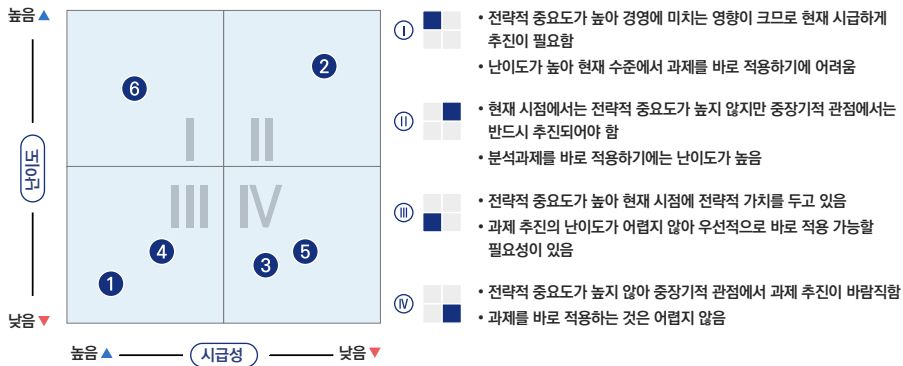 높음 ▲
난이도
낮음 ▼
6
2
I
II
III
IV
4
1
3
5
높음 ▲
시급성
낮음 ▼
Ⅰ
• 전략적 중요도가 높아 경영에 미치는 영향이 크므로 현재 시급하게
추진이 필요함
• 난이도가 높아 현재 수준에서 과제를 바로 적용하기에 어려움
Ⅱ
• 현재 시점에서는 전략적 중요도가 높지 않지만 중장기적 관점에서는
반드시 추진되어야 함
• 분석과제를 바로 적용하기에는 난이도가 높음
Ⅲ
• 전략적 중요도가 높아 현재 시점에 전략적 가치를 두고 있음
• 과제 추진의 난이도가 어렵지 않아 우선적으로 바로 적용 가능할
필요성이 있음
Ⅳ
• 전략적 중요도가 높지 않아 중장기적 관점에서 과제 추진이 바람직함
• 과제를 바로 적용하는 것은 어렵지 않음